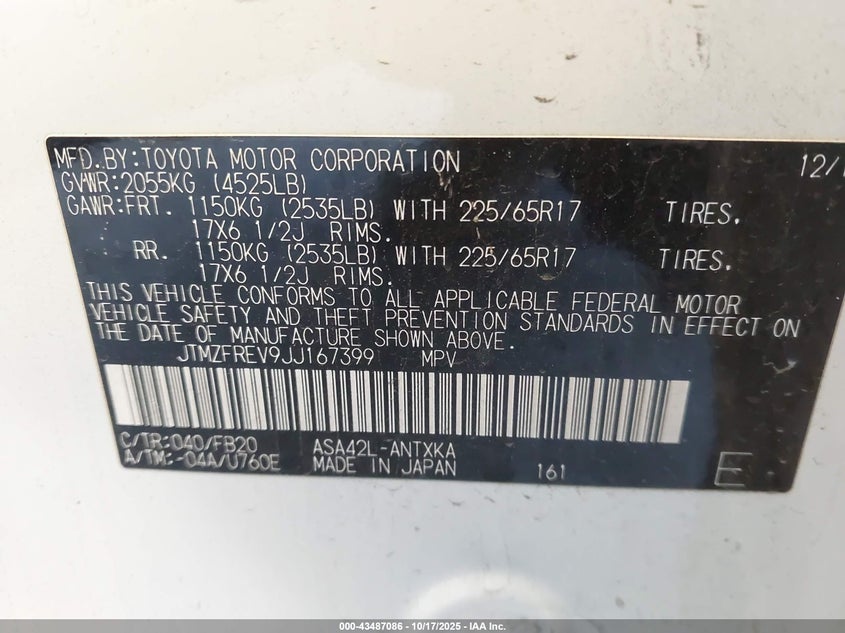 MFD.BY:TOYOTA MOTOR CORPORATION 12/1
GVWR:2055KG (4525LB)
GAWR:FRT. 1150KG (2535LB) WITH 225/65R17 TIRES.
17X6 1/2J RIMS.
RR. 1150KG (2535LB) WITH 225/65R17 TIRES.
17X6 1/2J RIMS.
THIS VEHICLE CONFORMS TO ALL APPLICABLE FEDERAL MOTOR
VEHICLE SAFETY AND THEFT PREVENTION STANDARDS IN EFFECT ON
THE DATE OF MANUFACTURE SHOWN ABOVE.
JTMZFREV9JJ167399 MPV
C/TR:040/FB20 ASA42L-ANTXKA
A/TM:-04A/U760E MADE IN JAPAN 161 E
000-43487086 | 10/17/2025 | IAA Inc.